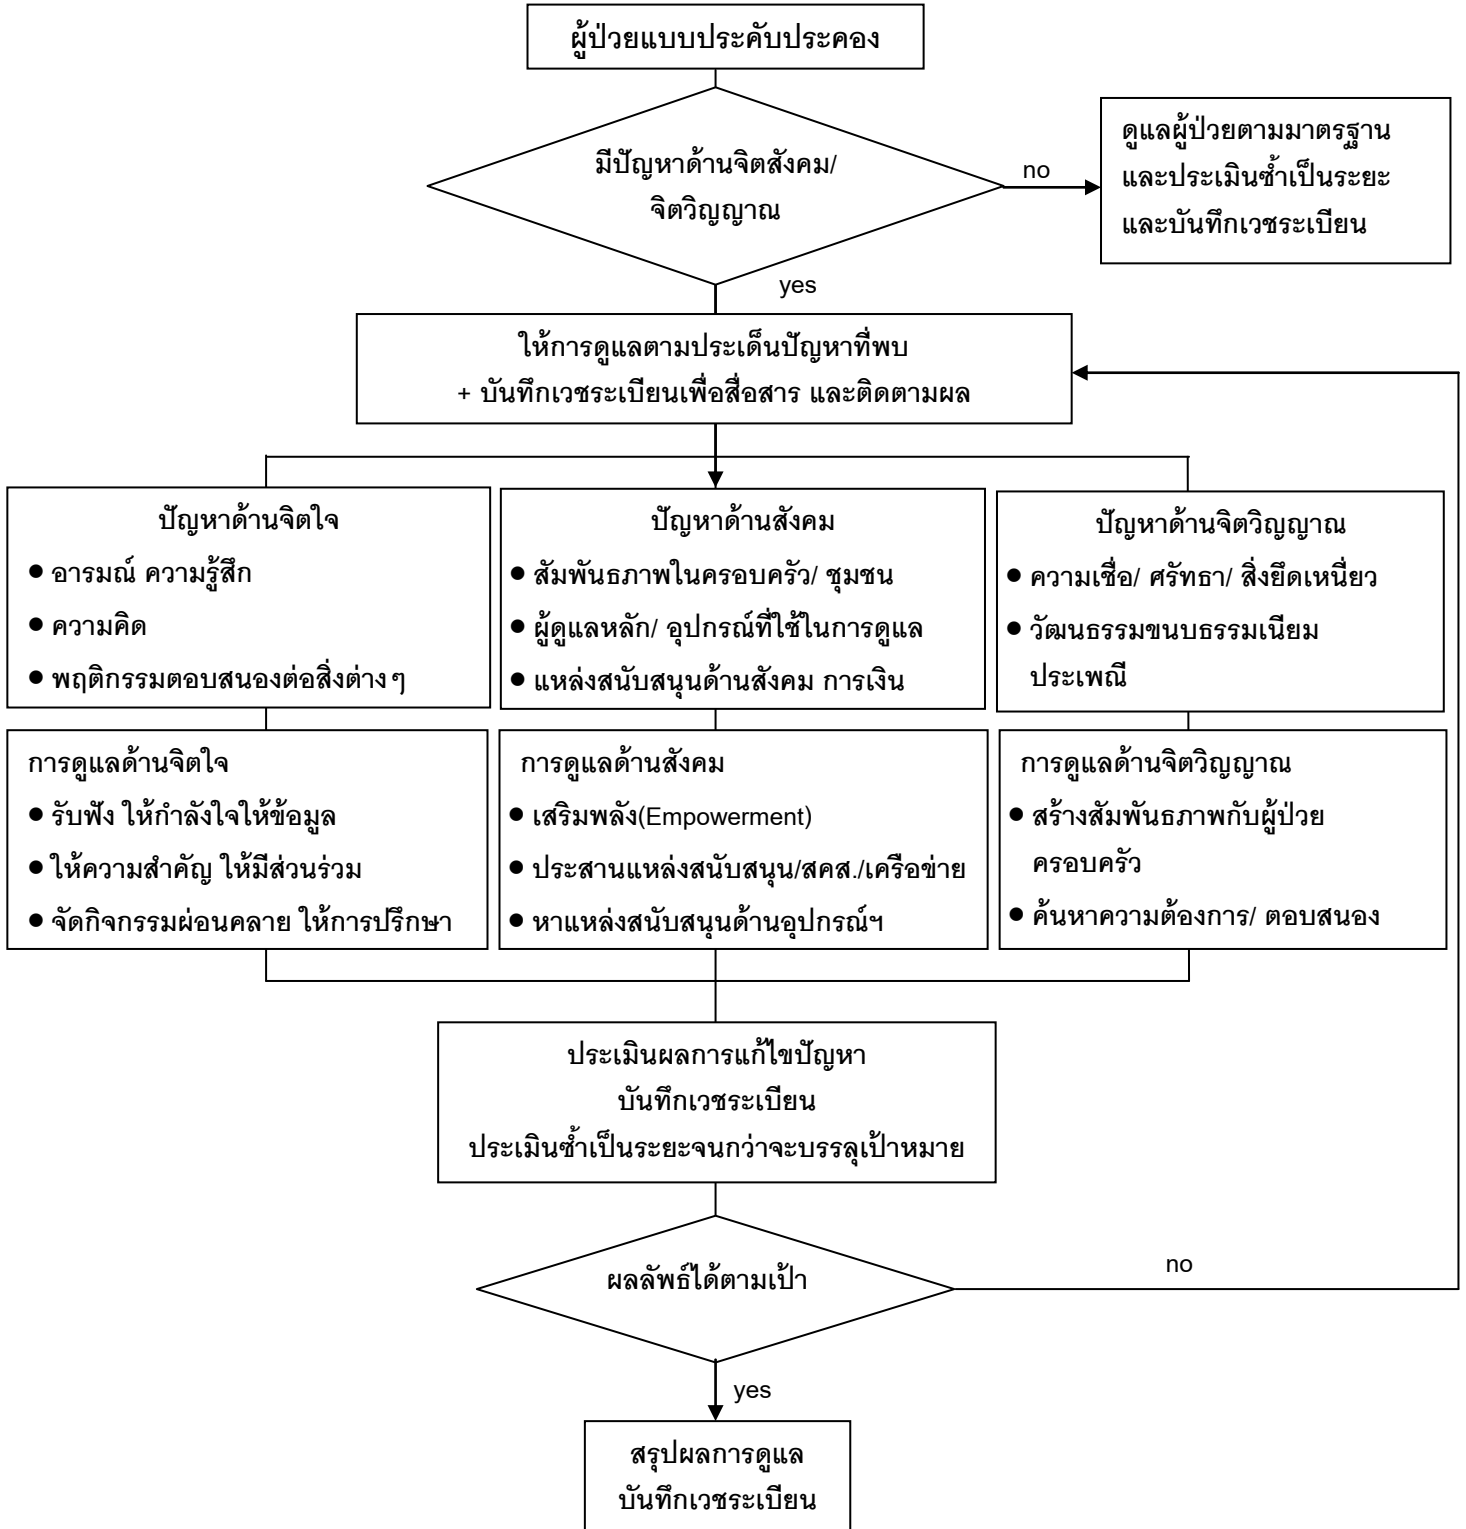 ผู้ป่วยแบบประคับประคอง
มีปัญหาด้านจิตสังคม/
จิตวิญญาณ
no
ดูแลผู้ป่วยตามมาตรฐาน
และประเมินซ้ำเป็นระยะ
และบันทึกเวชระเบียน
yes
ให้การดูแลตามประเด็นปัญหาที่พบ
+ บันทึกเวชระเบียนเพื่อสื่อสาร และติดตามผล
ปัญหาด้านจิตใจ
● อารมณ์ ความรู้สึก
● ความคิด
● พฤติกรรมตอบสนองต่อสิ่งต่างๆ
ปัญหาด้านสังคม
● สัมพันธภาพในครอบครัว/ ชุมชน
● ผู้ดูแลหลัก/ อุปกรณ์ที่ใช้ในการดูแล
● แหล่งสนับสนุนด้านสังคม การเงิน
ปัญหาด้านจิตวิญญาณ
● ความเชื่อ/ ศรัทธา/ สิ่งยึดเหนี่ยว
● วัฒนธรรมขนบธรรมเนียม
ประเพณี
การดูแลด้านจิตใจ
● รับฟัง ให้กำลังใจให้ข้อมูล
● ให้ความสำคัญ ให้มีส่วนร่วม
● จัดกิจกรรมผ่อนคลาย ให้การปรึกษา
การดูแลด้านสังคม
● เสริมพลัง(Empowerment)
● ประสานแหล่งสนับสนุน/สคส./เครือข่าย
● หาแหล่งสนับสนุนด้านอุปกรณ์ฯ
การดูแลด้านจิตวิญญาณ
● สร้างสัมพันธภาพกับผู้ป่วย
ครอบครัว
● ค้นหาความต้องการ/ ตอบสนอง
ประเมินผลการแก้ไขปัญหา
บันทึกเวชระเบียน
ประเมินซ้ำเป็นระยะจนกว่าจะบรรลุเป้าหมาย
ผลลัพธ์ได้ตามเป้า
no
yes
สรุปผลการดูแล
บันทึกเวชระเบียน